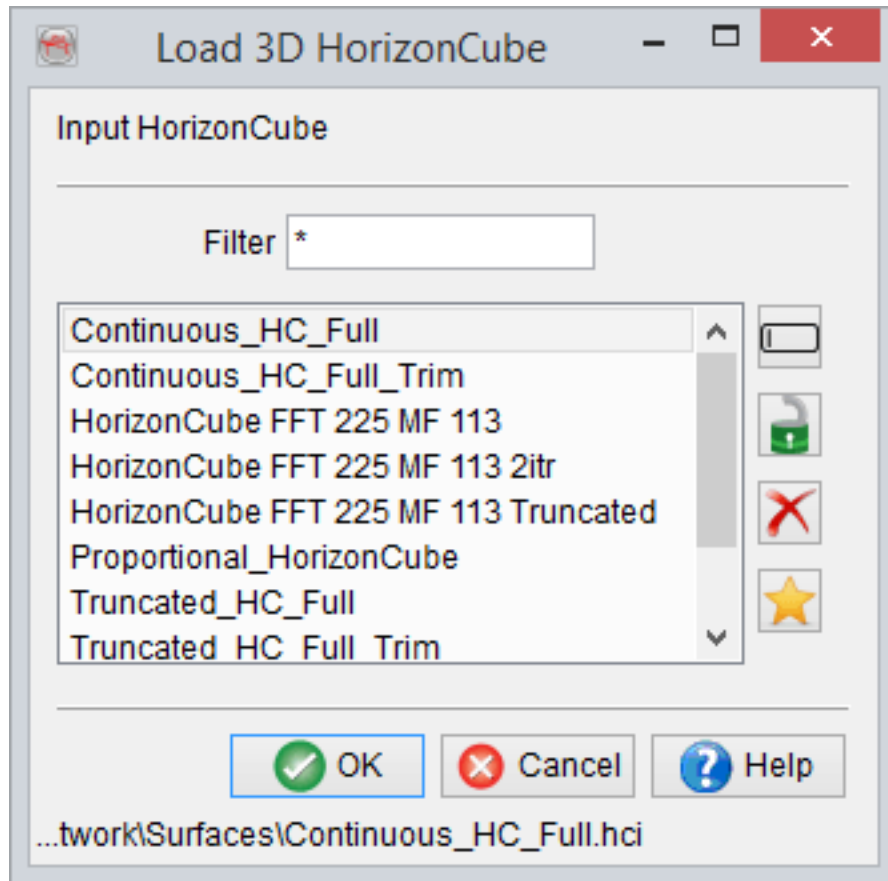 Load 3D HorizonCube
Input HorizonCube
Filter *
Continuous_HC_Full
Continuous_HC_Full_Trim
HorizonCube FFT 225 MF 113
HorizonCube FFT 225 MF 113 2itr
HorizonCube FFT 225 MF 113 Truncated
Proportional_HorizonCube
Truncated_HC_Full
Truncated_HC_Full_Trim
OK Cancel Help
...twork\Surfaces\Continuous_HC_Full.hci